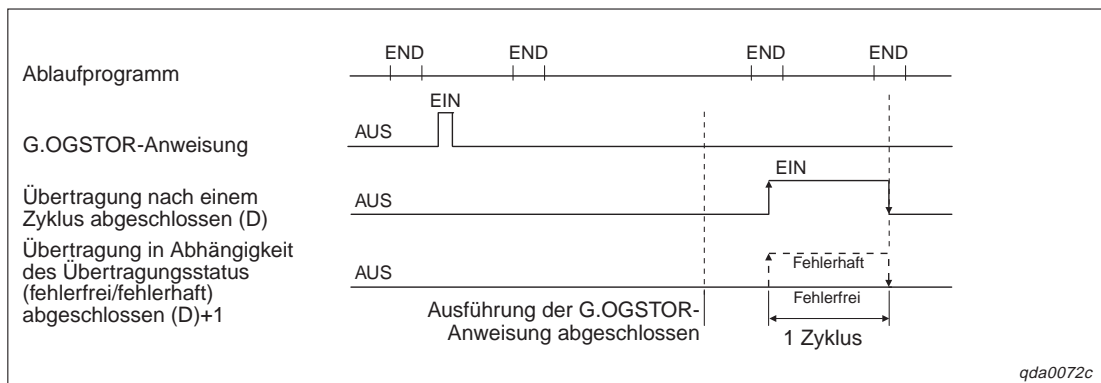 END END END END
Ablaufprogramm
EIN
AUS
G.OGSTOR-Anweisung
EIN
Übertragung nach einem
Zyklus abgeschlossen (D)
AUS
Übertragung in Abhängigkeit
des Übertragungsstatus
(fehlerfrei/fehlerhaft)
abgeschlossen (D)+1
AUS
Fehlerhaft
Fehlerfrei
Ausführung der G.OGSTOR-
Anweisung abgeschlossen
1 Zyklus
qda0072c